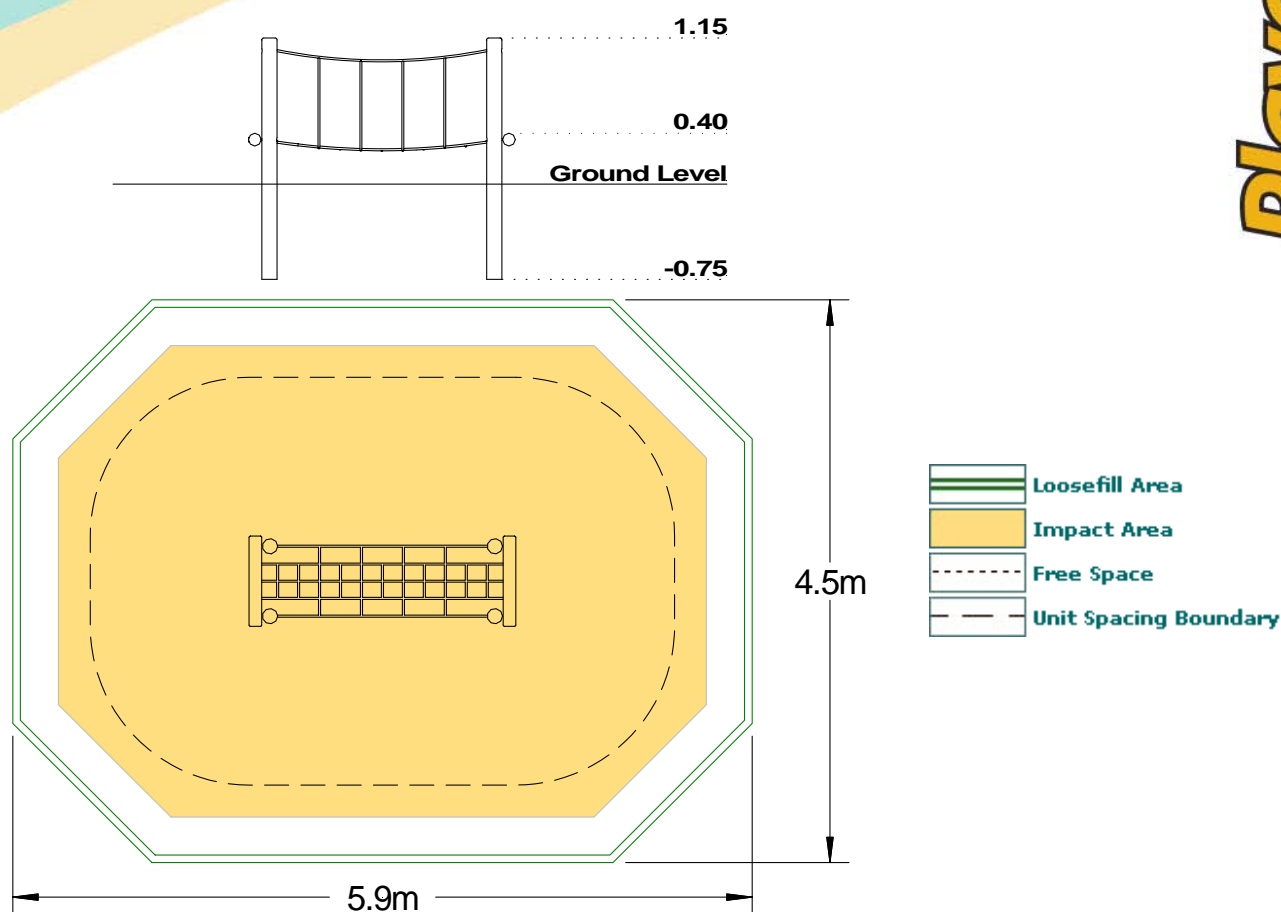 1.15
0.40
Ground Level
-0.75
4.5m
5.9m
Loosefill Area
Impact Area
Free Space
Unit Spacing Boundary